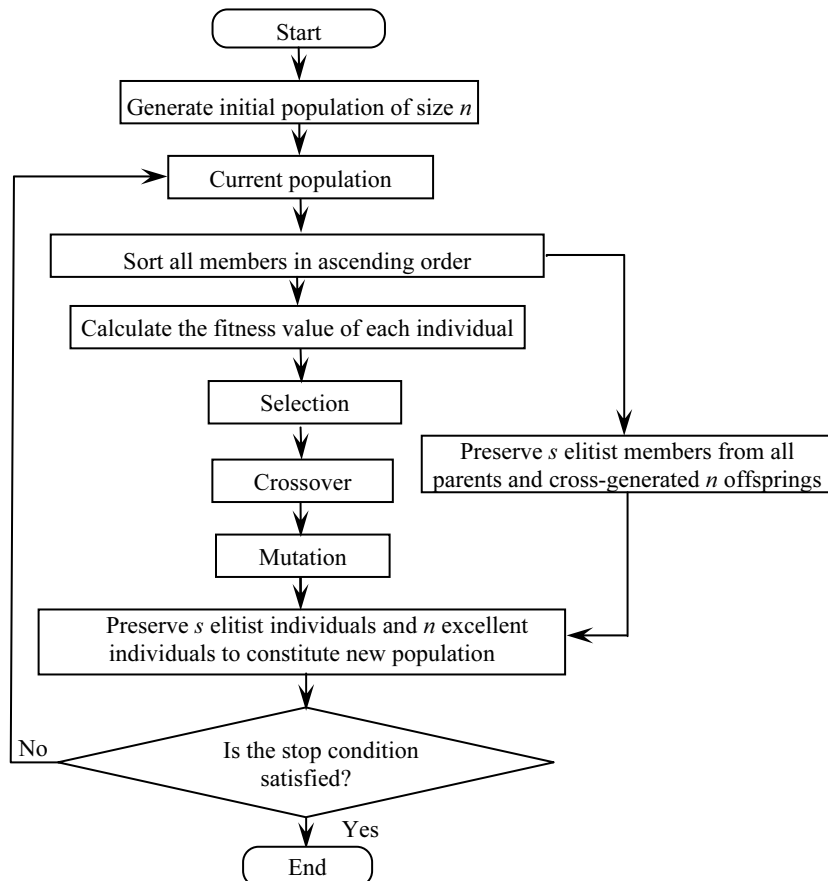 Start
Generate initial population of size n
Current population
Sort all members in ascending order
Calculate the fitness value of each individual
Selection
Preserve s elitist members from all
parents and cross-generated n offsprings
Crossover
Mutation
Preserve s elitist individuals and n excellent
individuals to constitute new population
No
Is the stop condition
satisfied?
Yes
End